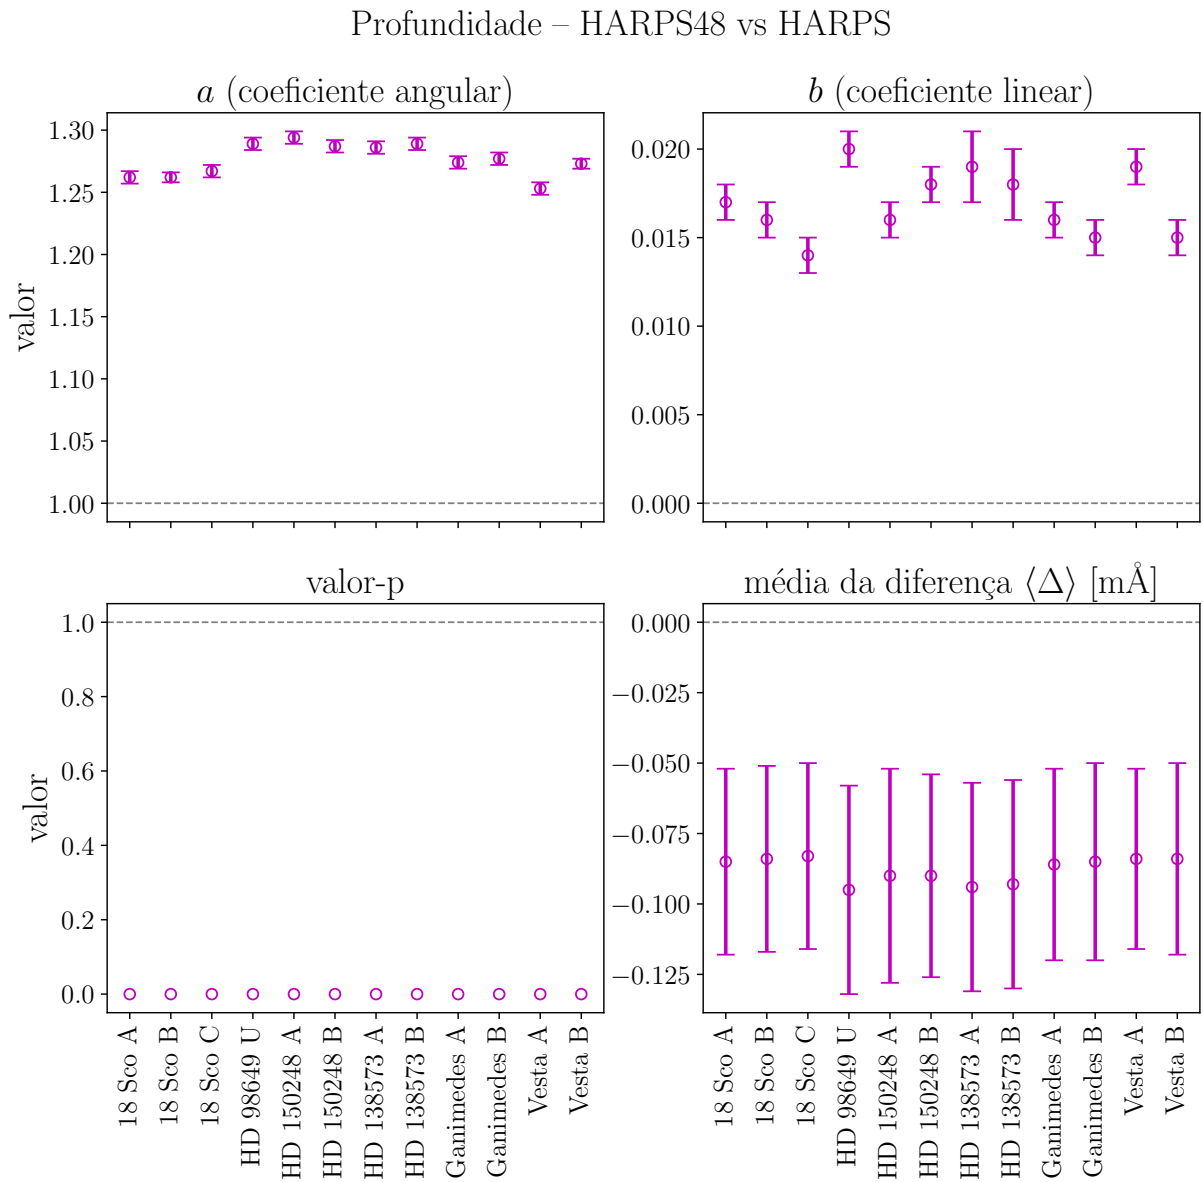 Profundidade – HARPS48 vs HARPS
a (coeficiente angular)
b (coeficiente linear)
valor
1.30
1.25
1.20
1.15
1.10
1.05
1.00
0.020
0.015
0.010
0.005
0.000
valor-p
média da diferença ⟨Δ⟩ [mÅ]
valor
1.0
0.8
0.6
0.4
0.2
0.0
0.000
−0.025
−0.050
−0.075
−0.100
−0.125
18 Sco A
18 Sco B
18 Sco C
HD 98649 U
HD 150248 A
HD 150248 B
HD 138573 A
HD 138573 B
Ganimedes A
Ganimedes B
Vesta A
Vesta B
18 Sco A
18 Sco B
18 Sco C
HD 98649 U
HD 150248 A
HD 150248 B
HD 138573 A
HD 138573 B
Ganimedes A
Ganimedes B
Vesta A
Vesta B